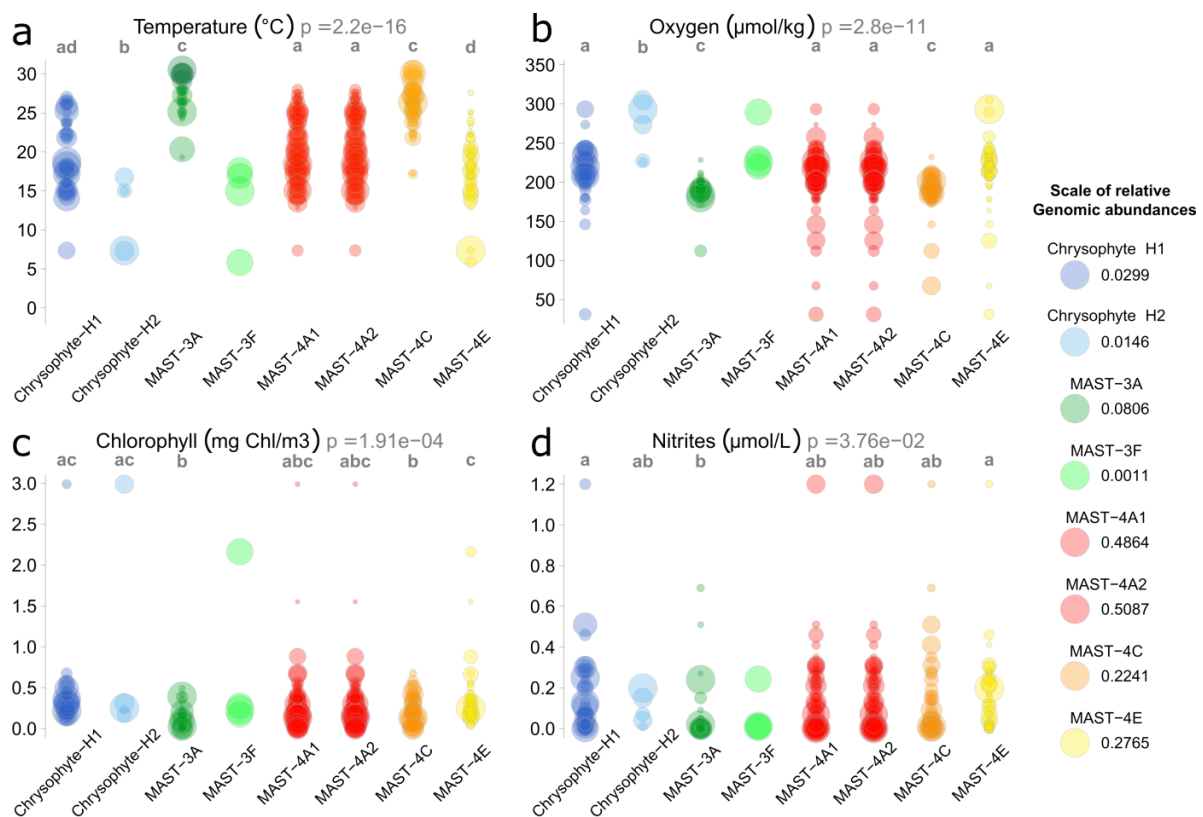 a
Temperature (°C) p =2.2e−16
ad b c a a c d
30
25
20
15
10
5
0
Chrysophyte−H1
Chrysophyte−H2
MAST−3A
MAST−3F
MAST−4A1
MAST−4A2
MAST−4C
MAST−4E
b
Oxygen (µmol/kg) p =2.8e−11
a b c a a c a
350
300
250
200
150
100
50
Chrysophyte−H1
Chrysophyte−H2
MAST−3A
MAST−3F
MAST−4A1
MAST−4A2
MAST−4C
MAST−4E
c
Chlorophyll (mg Chl/m3) p =1.91e−04
ac ac b abc abc b c
3.0
2.5
2.0
1.5
1.0
0.5
0.0
Chrysophyte−H1
Chrysophyte−H2
MAST−3A
MAST−3F
MAST−4A1
MAST−4A2
MAST−4C
MAST−4E
d
Nitrites (µmol/L) p =3.76e−02
a ab b ab ab ab a
1.2
1.0
0.8
0.6
0.4
0.2
0.0
Chrysophyte−H1
Chrysophyte−H2
MAST−3A
MAST−3F
MAST−4A1
MAST−4A2
MAST−4C
MAST−4E
Scale of relative
Genomic abundances
Chrysophyte H1
0.0299
Chrysophyte H2
0.0146
MAST−3A
0.0806
MAST−3F
0.0011
MAST−4A1
0.4864
MAST−4A2
0.5087
MAST−4C
0.2241
MAST−4E
0.2765